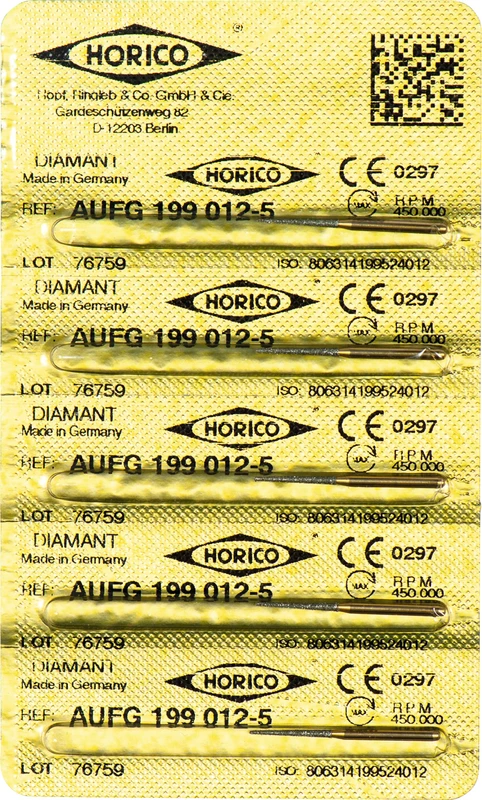 HORICO ®
Hopf, Ringleb & Co. GmbH & Cie.
Gardeschützenweg 82
D-12203 Berlin
DIAMANT
Made in Germany
HORICO
CE 0297
REF: AUFG 199 012-5
MAX
RPM
450.000
LOT 76759
ISO: 806314199524012
DIAMANT
Made in Germany
HORICO
CE 0297
REF: AUFG 199 012-5
MAX
RPM
450.000
LOT 76759
ISO: 806314199524012
DIAMANT
Made in Germany
HORICO
CE 0297
REF: AUFG 199 012-5
MAX
RPM
450.000
LOT 76759
ISO: 806314199524012
DIAMANT
Made in Germany
HORICO
CE 0297
REF: AUFG 199 012-5
MAX
RPM
450.000
LOT 76759
ISO: 806314199524012
DIAMANT
Made in Germany
HORICO
CE 0297
REF: AUFG 199 012-5
MAX
RPM
450.000
LOT 76759
ISO: 806314199524012